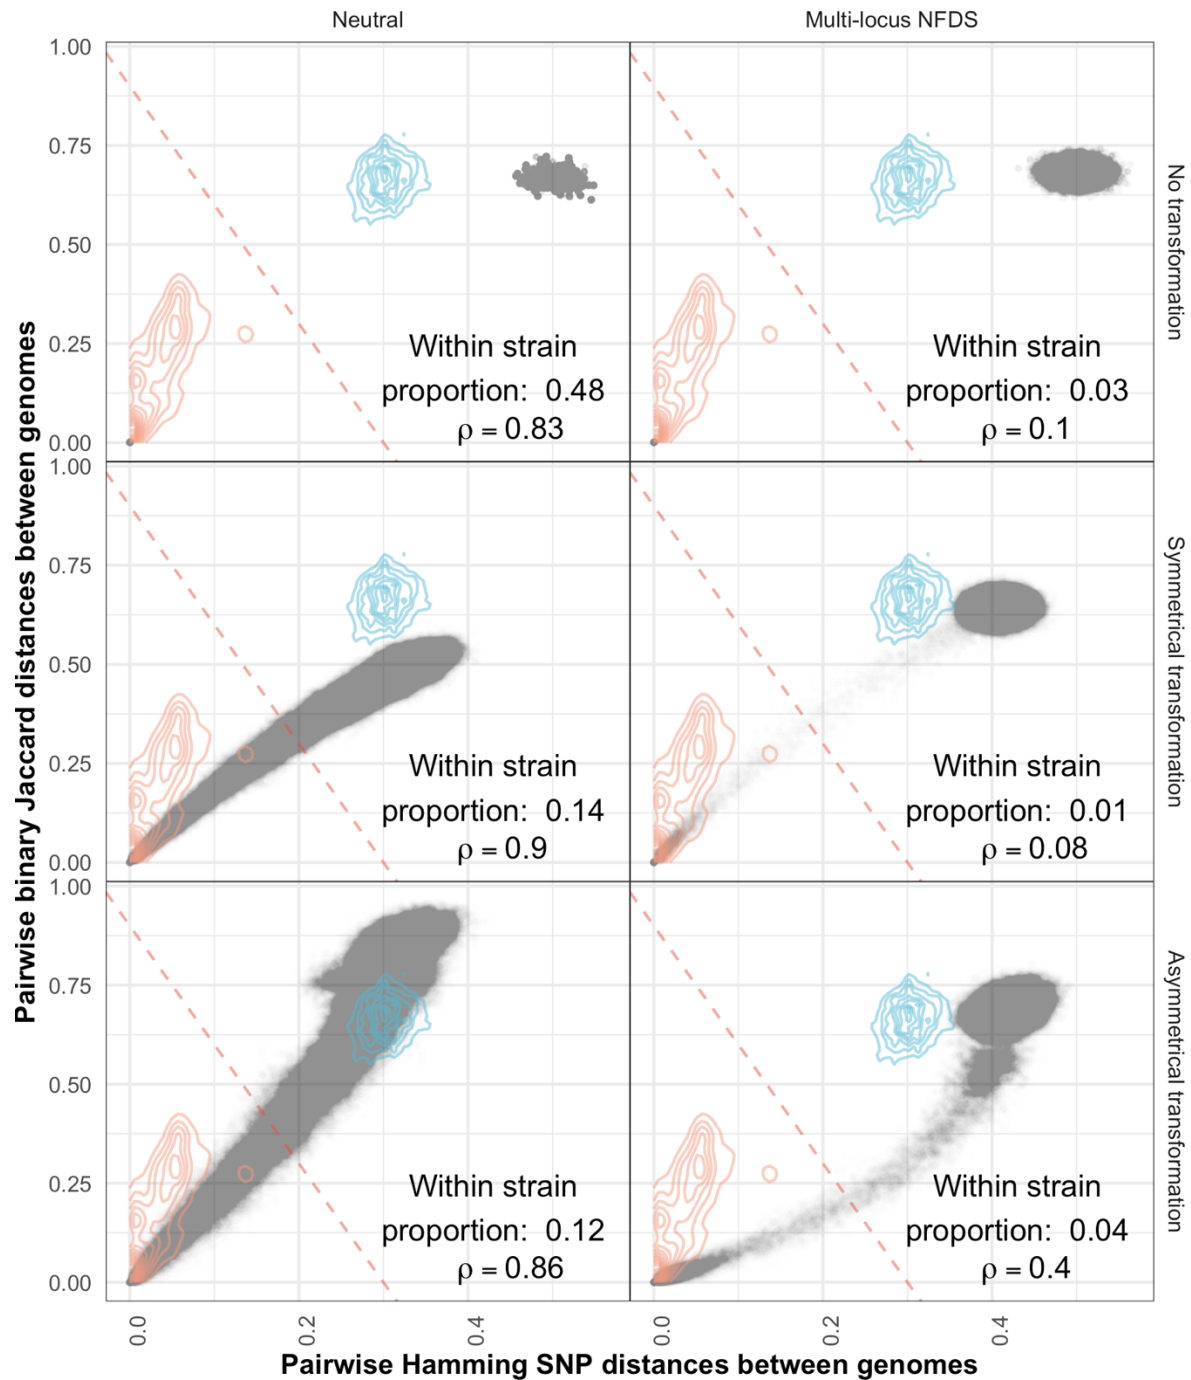 Neutral
Multi-locus NFDS
Pairwise binary Jaccard distances between genomes
1.00
0.75
0.50
0.25
0.00
Within strain
proportion: 0.48
ρ = 0.83
Within strain
proportion: 0.03
ρ = 0.1
No transformation
1.00
0.75
0.50
0.25
0.00
Within strain
proportion: 0.14
ρ = 0.9
Within strain
proportion: 0.01
ρ = 0.08
Symmetrical transformation
1.00
0.75
0.50
0.25
0.00
Within strain
proportion: 0.12
ρ = 0.86
Within strain
proportion: 0.04
ρ = 0.4
Asymmetrical transformation
0.0
0.2
0.4
0.0
0.2
0.4
Pairwise Hamming SNP distances between genomes